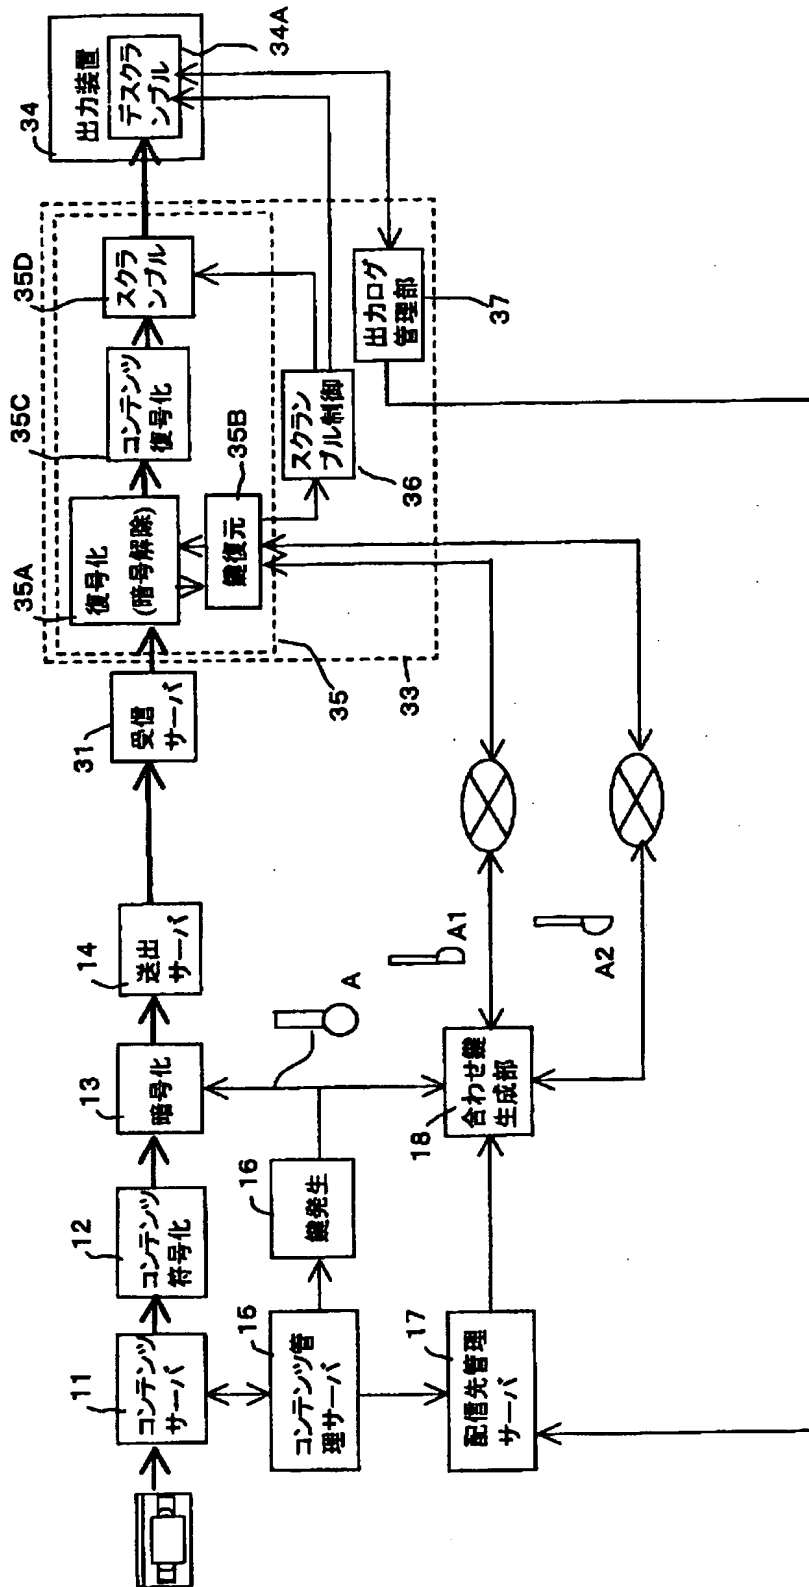 11
コンテンツ
サーバ
12
コンテンツ
符号化
13
暗号化
14
送出
サーバ
31
受信
サーバ
35A
復号化
(暗号解除)
35C
コンテンツ
復号化
35D
スクラ
ンブル
34
出力装置
デスクラ
ンブル
34A
15
コンテンツ管
理サーバ
16
鍵発生
A
35B
鍵復元
35
33
スクラン
ブル制御
36
出力ログ
管理部
37
17
配信先管理
サーバ
18
合わせ鍵
生成部
A1
A2